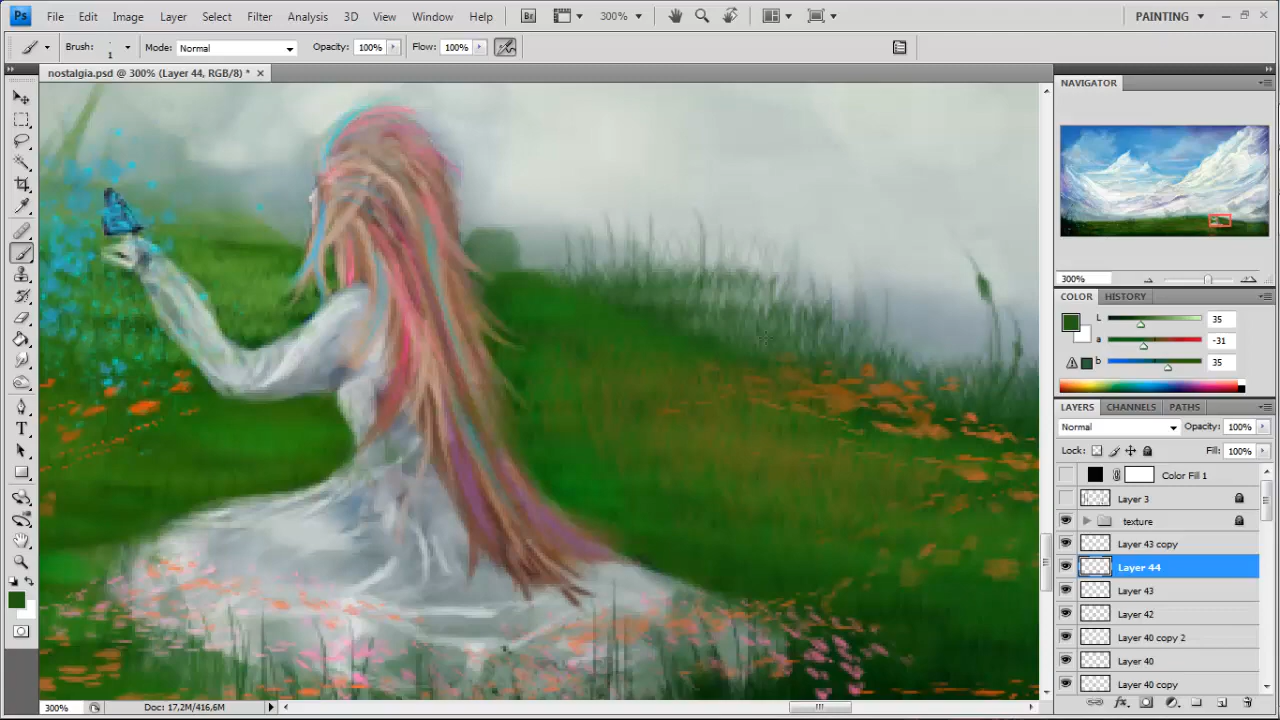 Ps File Edit Image Layer Select Filter Analysis 3D View Window Help Br 300% PAINTING
Brush: 1 Mode: Normal Opacity: 100% Flow: 100%
nostalgia.psd @ 300% (Layer 44, RGB/8) *
NAVIGATOR
300%
COLOR HISTORY
L 35
a -31
b 35
LAYERS CHANNELS PATHS
Normal Opacity: 100%
Lock: Fill: 100%
Color Fill 1
Layer 3
texture
Layer 43 copy
Layer 44
Layer 43
Layer 42
Layer 40 copy 2
Layer 40
Layer 40 copy
300% Doc: 17,2M/416,6M